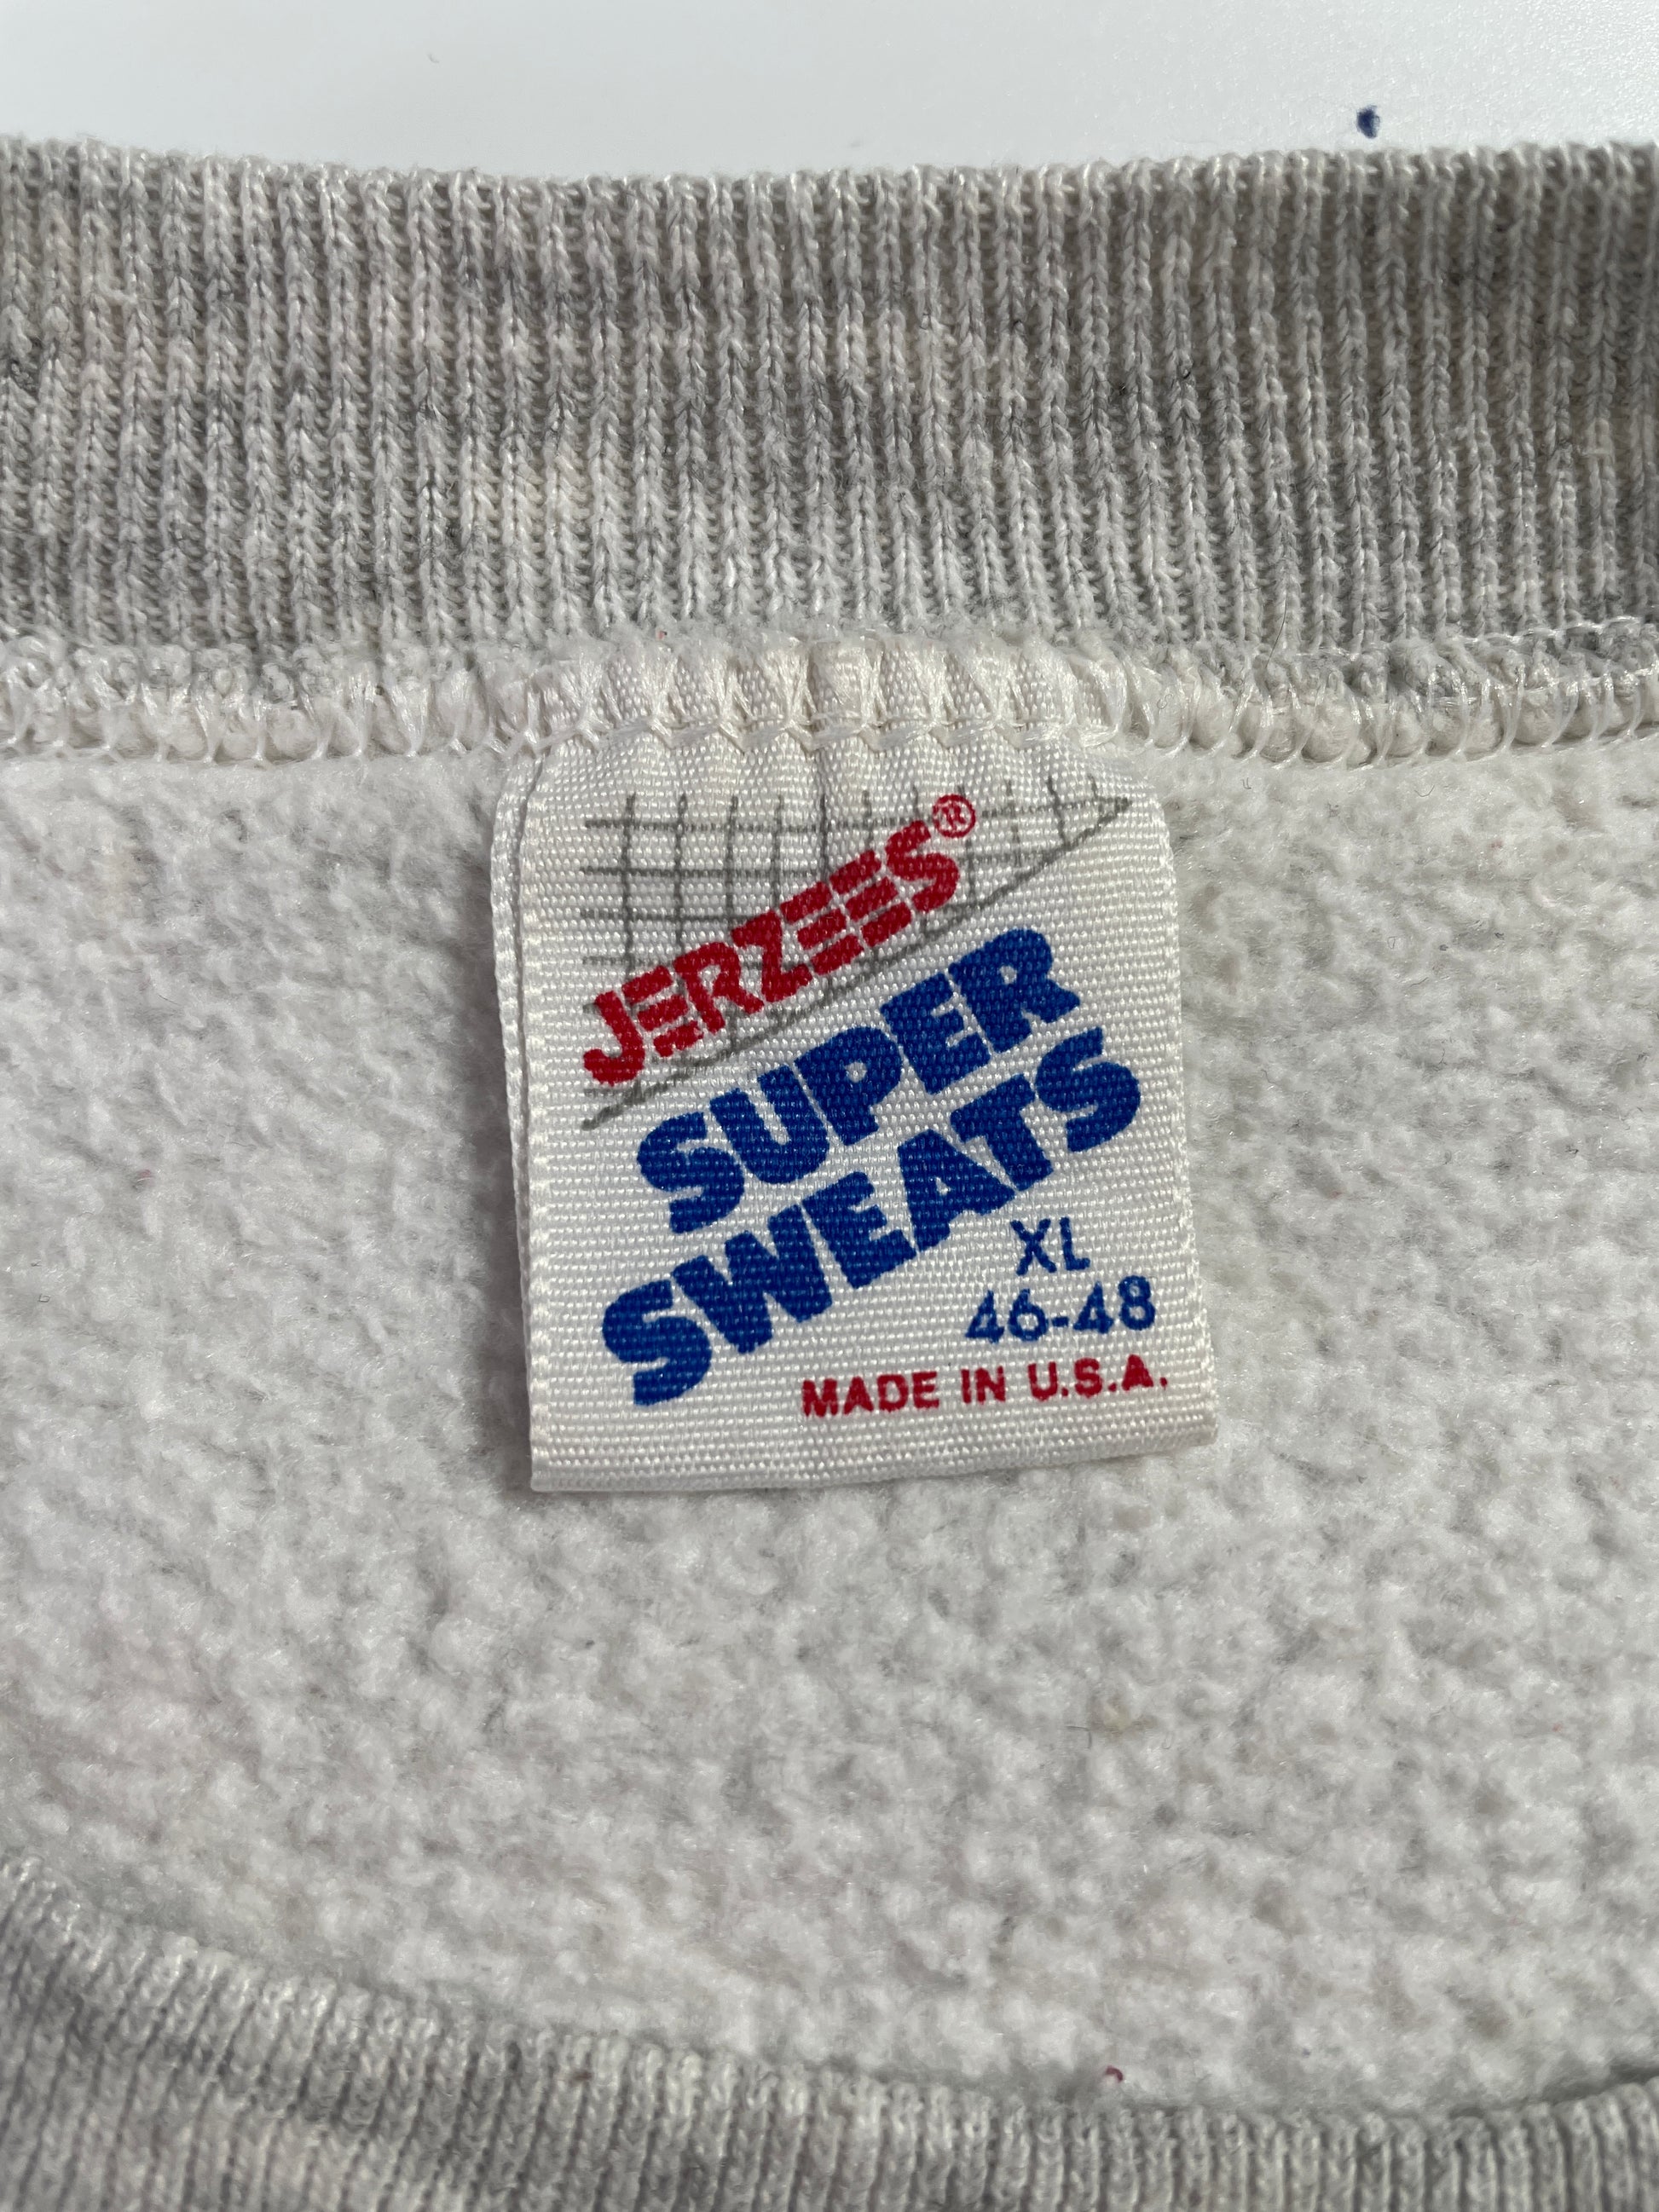 JERZEES®
SUPER
SWEATS
XL
46-48
MADE IN U.S.A.